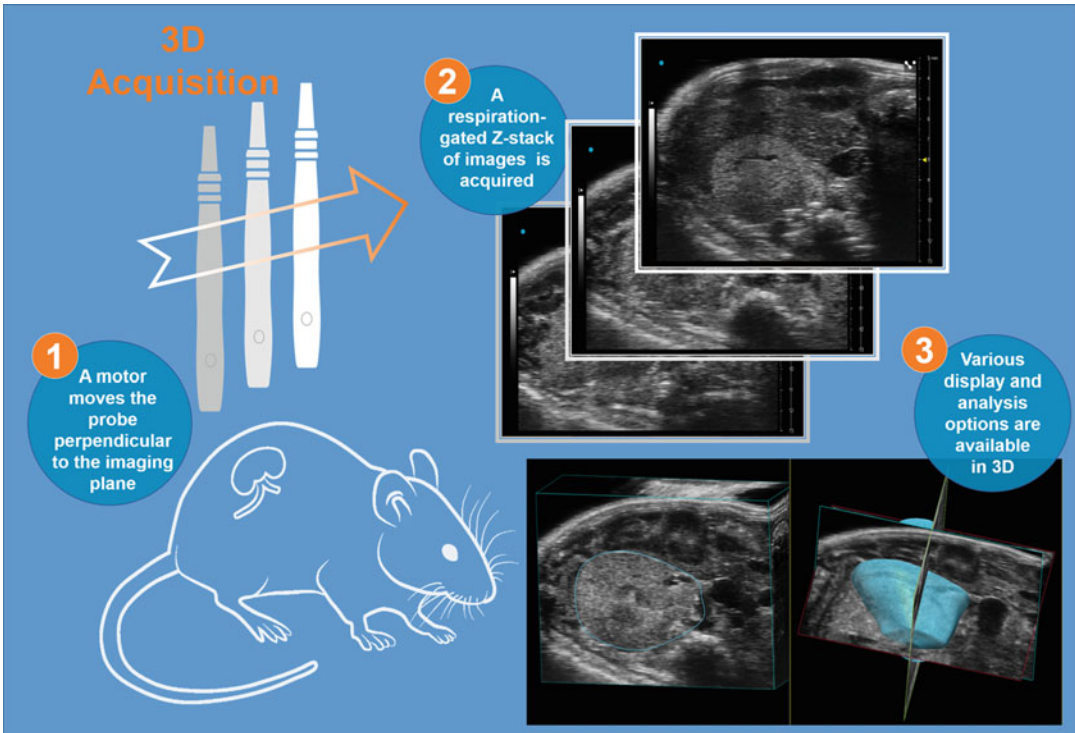 3D
Acquisition
1
A motor
moves the
probe
perpendicular
to the imaging
plane
2
A
respiration-
gated Z-stack
of images is
acquired
3
Various
display and
analysis
options are
available
in 3D